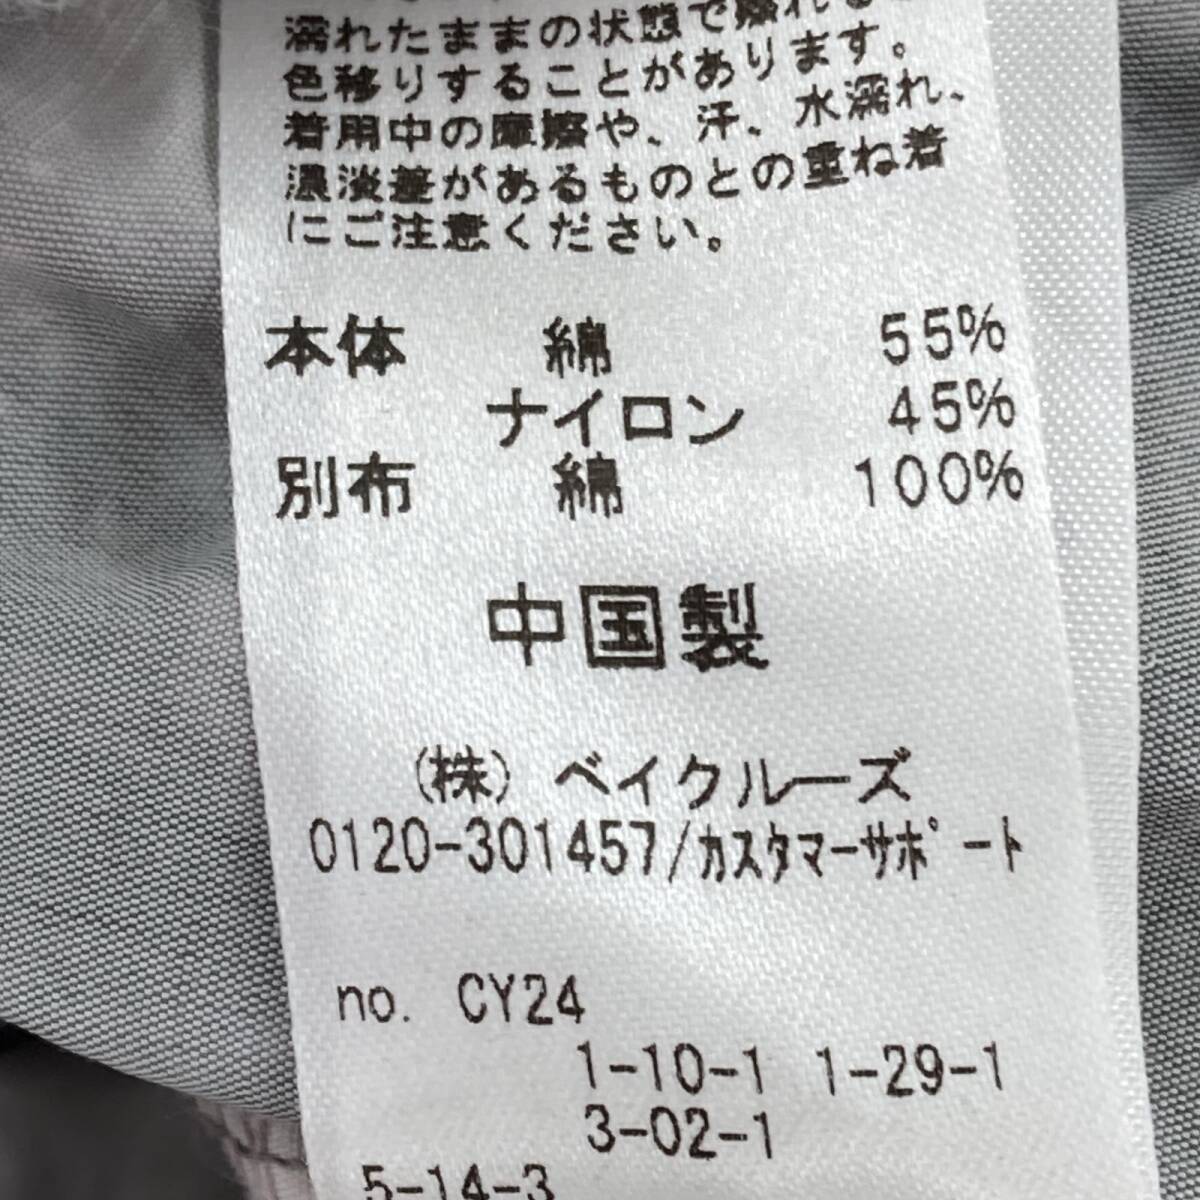 濡れたままの状態で擦れると
色移りすることがあります。
着用中の摩擦や、汗、水濡れ、
濃淡差があるものとの重ね着
にご注意ください。
本体 綿 55%
ナイロン 45%
別布 綿 100%
中国製
(株) ベイクルーズ
0120-301457/ｶｽﾀﾏｰｻﾎﾟｰﾄ
no. CY24
1-10-1 1-29-1
3-02-1
5-14-3